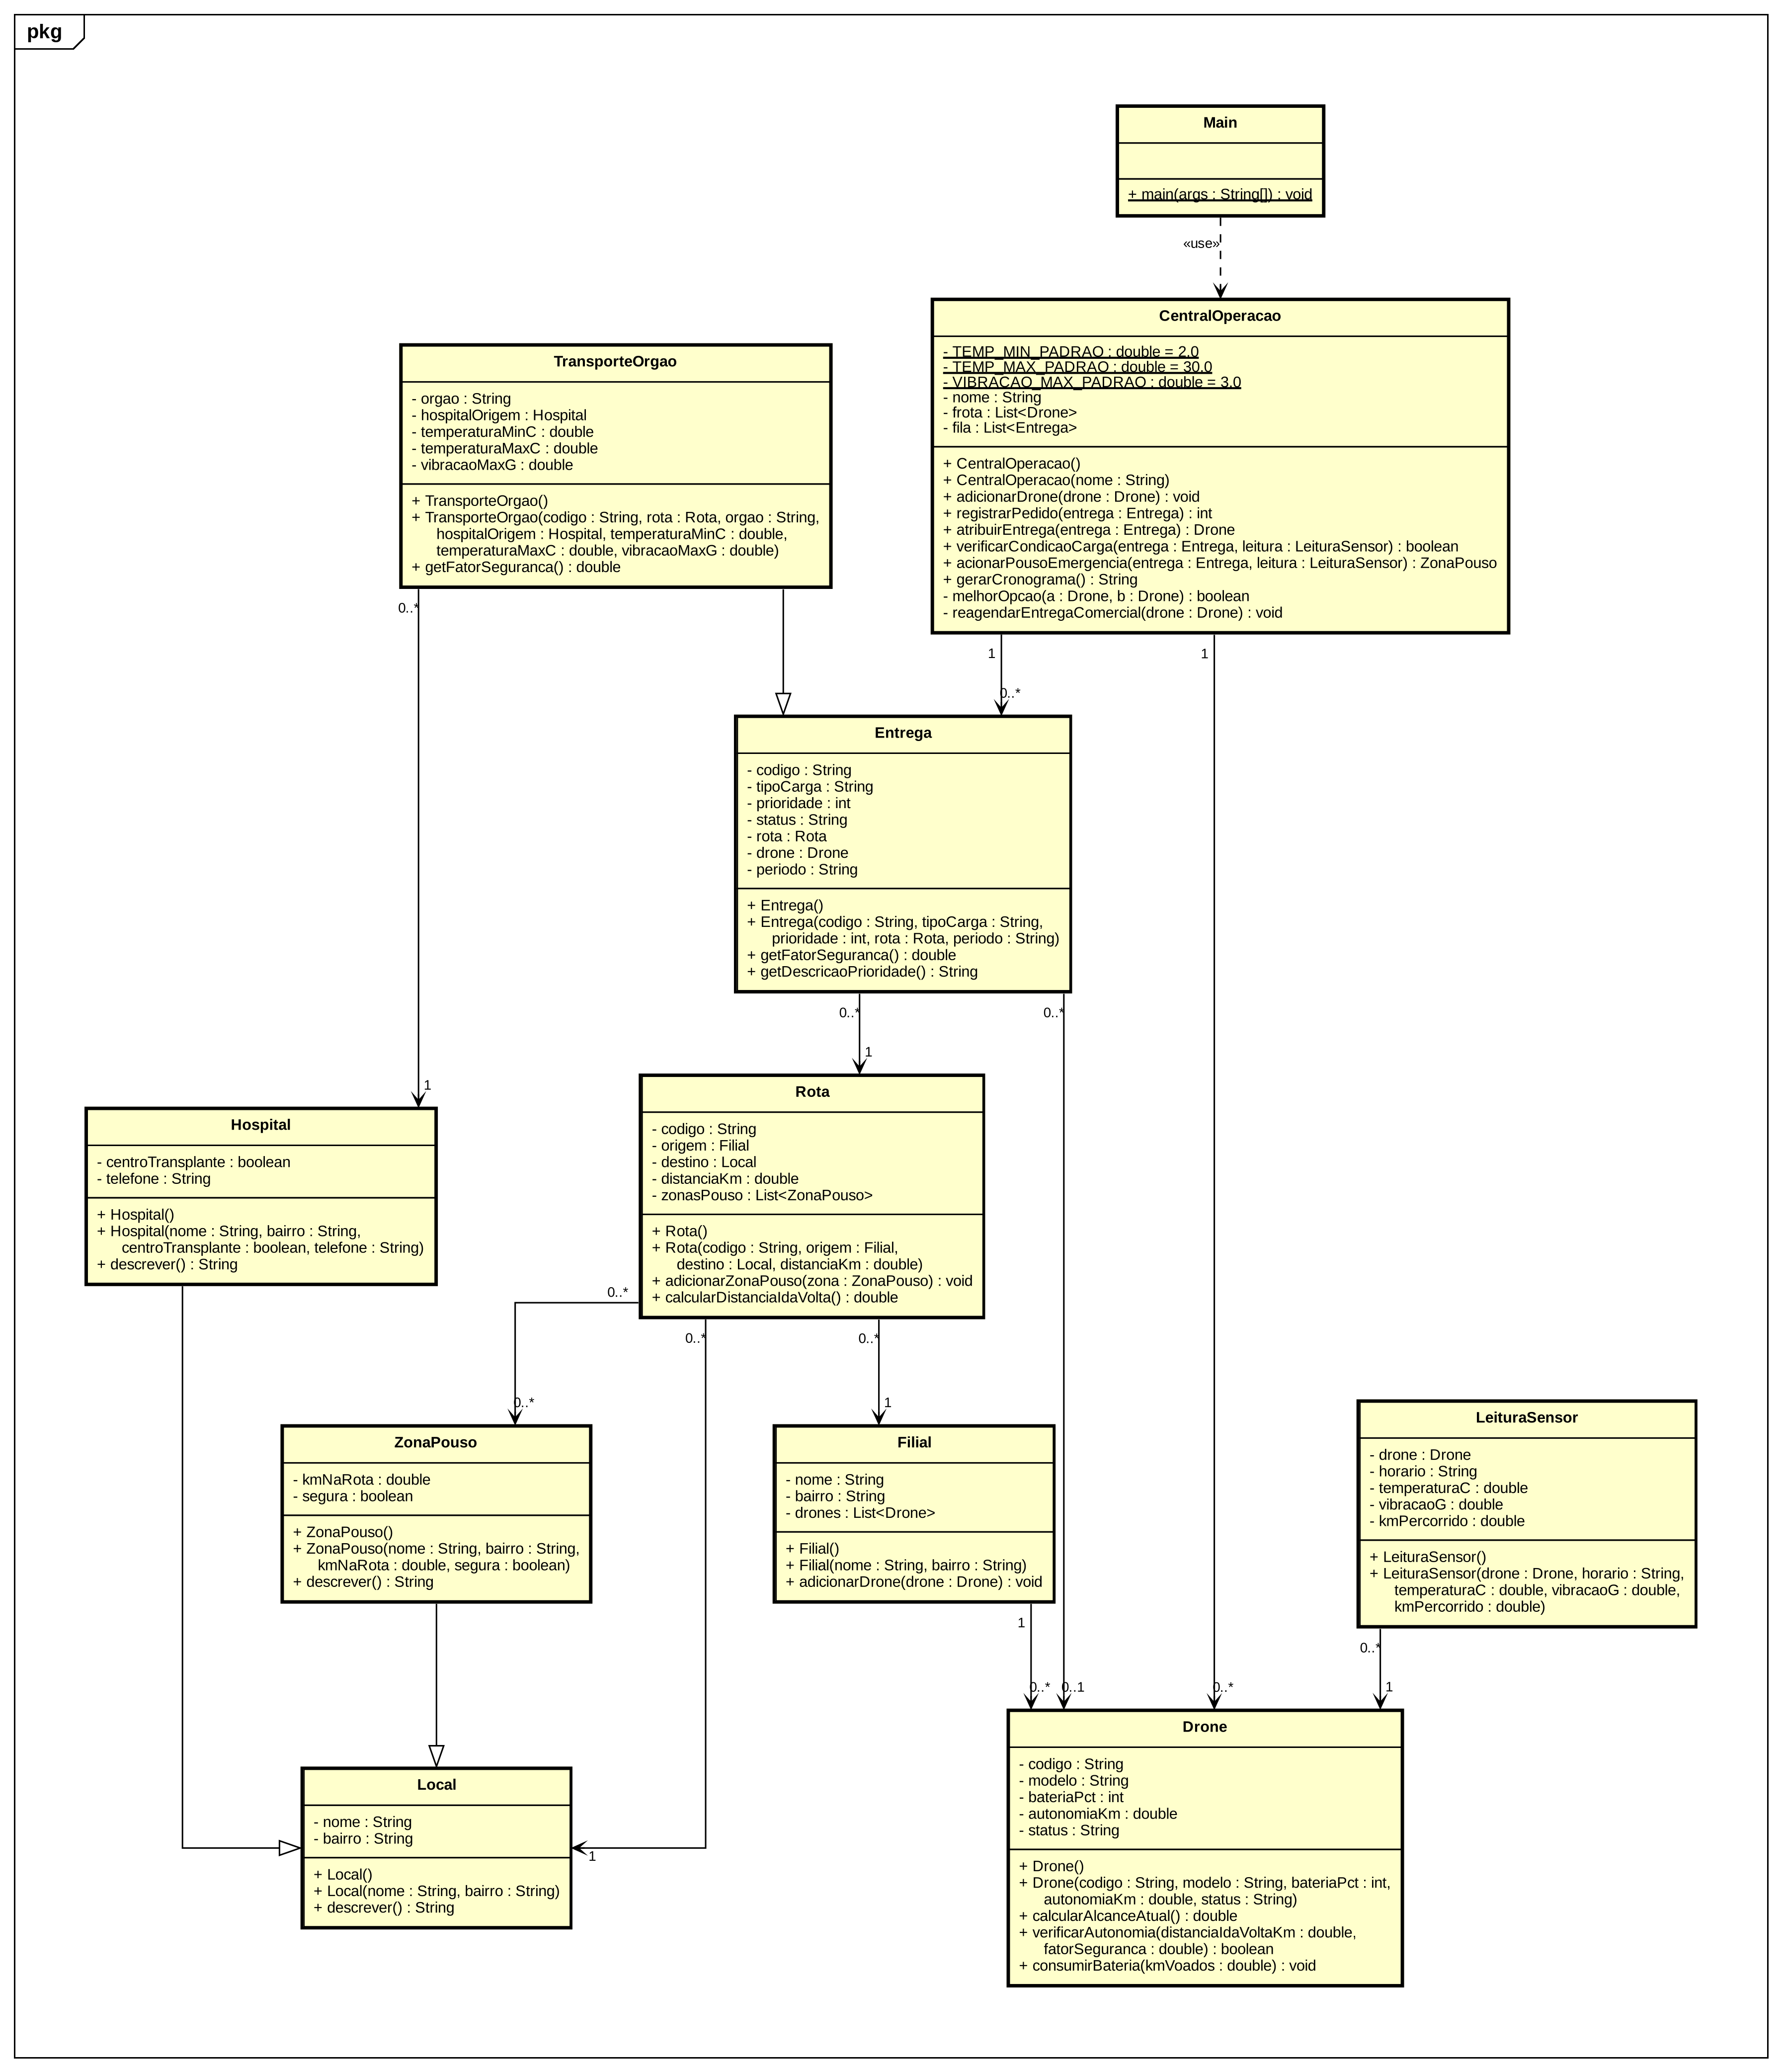 pkg
Main
+ main(args : String[]) : void
«use»
CentralOperacao
- TEMP_MIN_PADRAO : double = 2.0
- TEMP_MAX_PADRAO : double = 30.0
- VIBRACAO_MAX_PADRAO : double = 3.0
- nome : String
- frota : List<Drone>
- fila : List<Entrega>
+ CentralOperacao()
+ CentralOperacao(nome : String)
+ adicionarDrone(drone : Drone) : void
+ registrarPedido(entrega : Entrega) : int
+ atribuirEntrega(entrega : Entrega) : Drone
+ verificarCondicaoCarga(entrega : Entrega, leitura : LeituraSensor) : boolean
+ acionarPousoEmergencia(entrega : Entrega, leitura : LeituraSensor) : ZonaPouso
+ gerarCronograma() : String
- melhorOpcao(a : Drone, b : Drone) : boolean
- reagendarEntregaComercial(drone : Drone) : void
TransporteOrgao
- orgao : String
- hospitalOrigem : Hospital
- temperaturaMinC : double
- temperaturaMaxC : double
- vibracaoMaxG : double
+ TransporteOrgao()
+ TransporteOrgao(codigo : String, rota : Rota, orgao : String,
hospitalOrigem : Hospital, temperaturaMinC : double,
temperaturaMaxC : double, vibracaoMaxG : double)
+ getFatorSeguranca() : double
0..*
1
1
0..*
1
Entrega
- codigo : String
- tipoCarga : String
- prioridade : int
- status : String
- rota : Rota
- drone : Drone
- periodo : String
+ Entrega()
+ Entrega(codigo : String, tipoCarga : String,
prioridade : int, rota : Rota, periodo : String)
+ getFatorSeguranca() : double
+ getDescricaoPrioridade() : String
0..*
0..*
1
1
Hospital
- centroTransplante : boolean
- telefone : String
+ Hospital()
+ Hospital(nome : String, bairro : String,
centroTransplante : boolean, telefone : String)
+ descrever() : String
Rota
- codigo : String
- origem : Filial
- destino : Local
- distanciaKm : double
- zonasPouso : List<ZonaPouso>
+ Rota()
+ Rota(codigo : String, origem : Filial,
destino : Local, distanciaKm : double)
+ adicionarZonaPouso(zona : ZonaPouso) : void
+ calcularDistanciaIdaVolta() : double
0..*
0..*
0..*
0..*
1
ZonaPouso
- kmNaRota : double
- segura : boolean
+ ZonaPouso()
+ ZonaPouso(nome : String, bairro : String,
kmNaRota : double, segura : boolean)
+ descrever() : String
Filial
- nome : String
- bairro : String
- drones : List<Drone>
+ Filial()
+ Filial(nome : String, bairro : String)
+ adicionarDrone(drone : Drone) : void
LeituraSensor
- drone : Drone
- horario : String
- temperaturaC : double
- vibracaoG : double
- kmPercorrido : double
+ LeituraSensor()
+ LeituraSensor(drone : Drone, horario : String,
temperaturaC : double, vibracaoG : double,
kmPercorrido : double)
1
0..*
0..*
0..1
0..*
1
Local
- nome : String
- bairro : String
+ Local()
+ Local(nome : String, bairro : String)
+ descrever() : String
1
Drone
- codigo : String
- modelo : String
- bateriaPct : int
- autonomiaKm : double
- status : String
+ Drone()
+ Drone(codigo : String, modelo : String, bateriaPct : int,
autonomiaKm : double, status : String)
+ calcularAlcanceAtual() : double
+ verificarAutonomia(distanciaIdaVoltaKm : double,
fatorSeguranca : double) : boolean
+ consumirBateria(kmVoados : double) : void